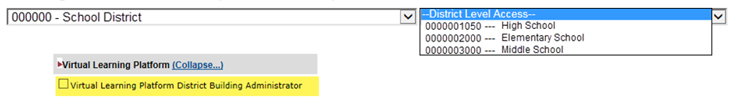 000000 - School District
--District Level Access--
0000001050 --- High School
0000002000 --- Elementary School
0000003000 --- Middle School
Virtual Learning Platform (Collapse...)
Virtual Learning Platform District Building Administrator